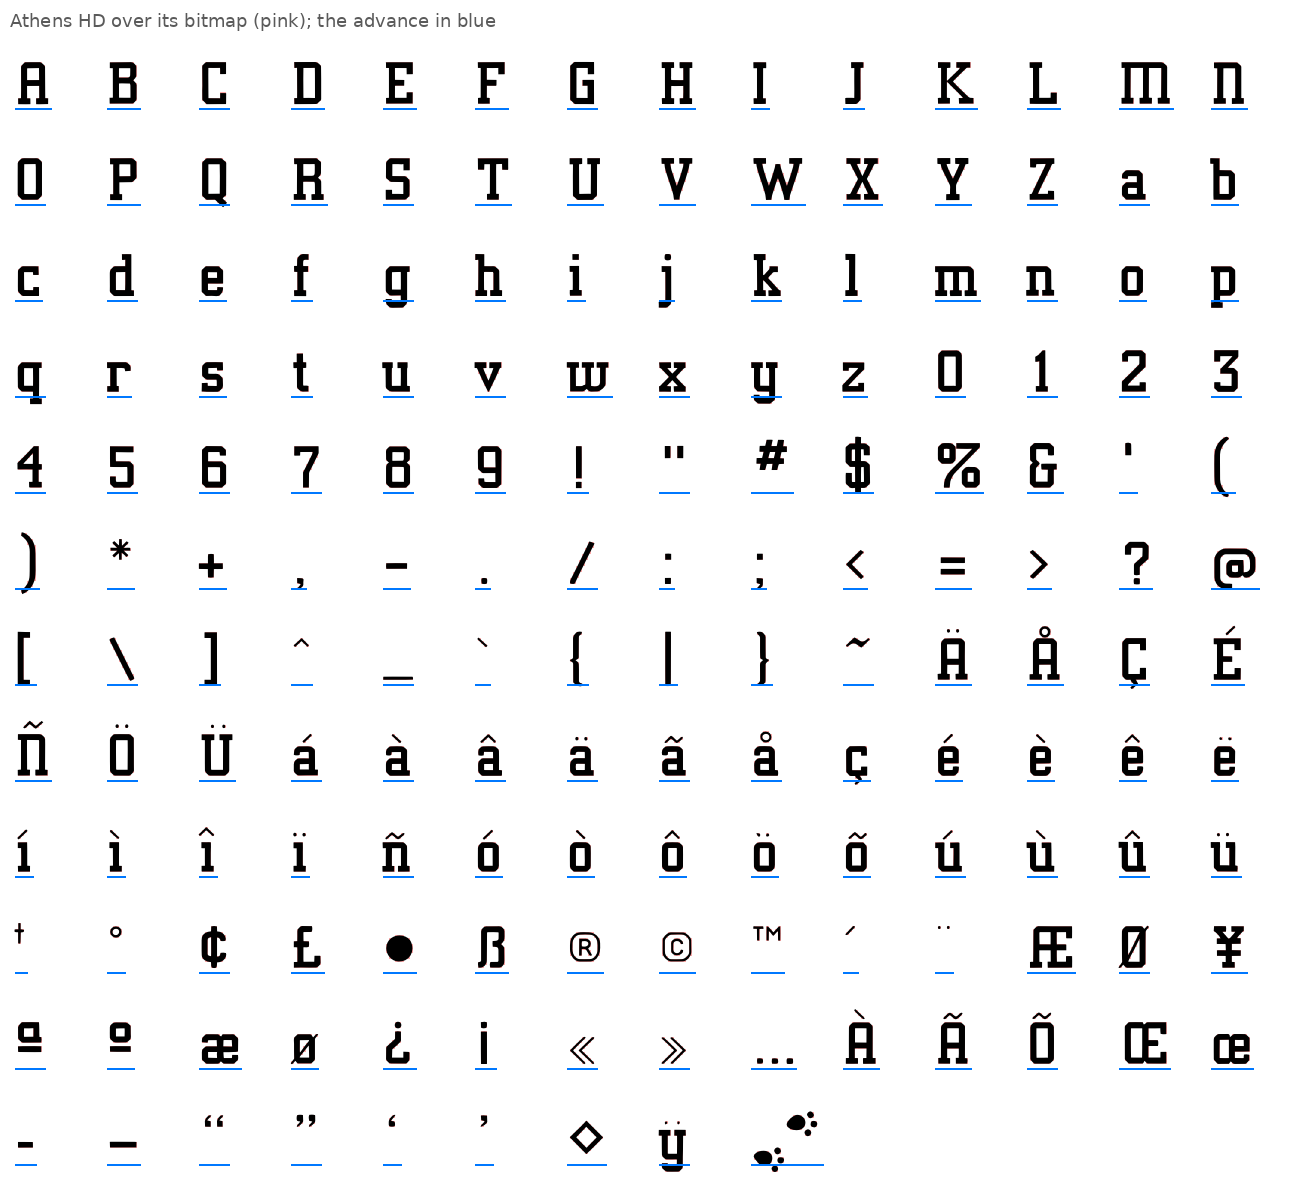 Athens HD over its bitmap (pink); the advance in blue
A B C D E F G H I J K L M N
O P Q R S T U V W X Y Z a b
c d e f g h i j k l m n o p
q r s t u v w x y z 0 1 2 3
4 5 6 7 8 9 ! " # $ % & ' (
) * + , - . / : ; < = > ? @
[ \ ] ^ _ ` { | } ~ Ä Å Ç É
Ñ Ö Ü á à â ä ã å ç é è ê ë
í ì î ï ñ ó ò ô ö õ ú ù û ü
† ° ¢ £ • ß ® © ™ ´ ¨ Æ Ø ¥
ª º æ ø ¿ ¡ « » … À Ã Õ Œ œ
– — “ ” ‘ ’ ◊ ÿ